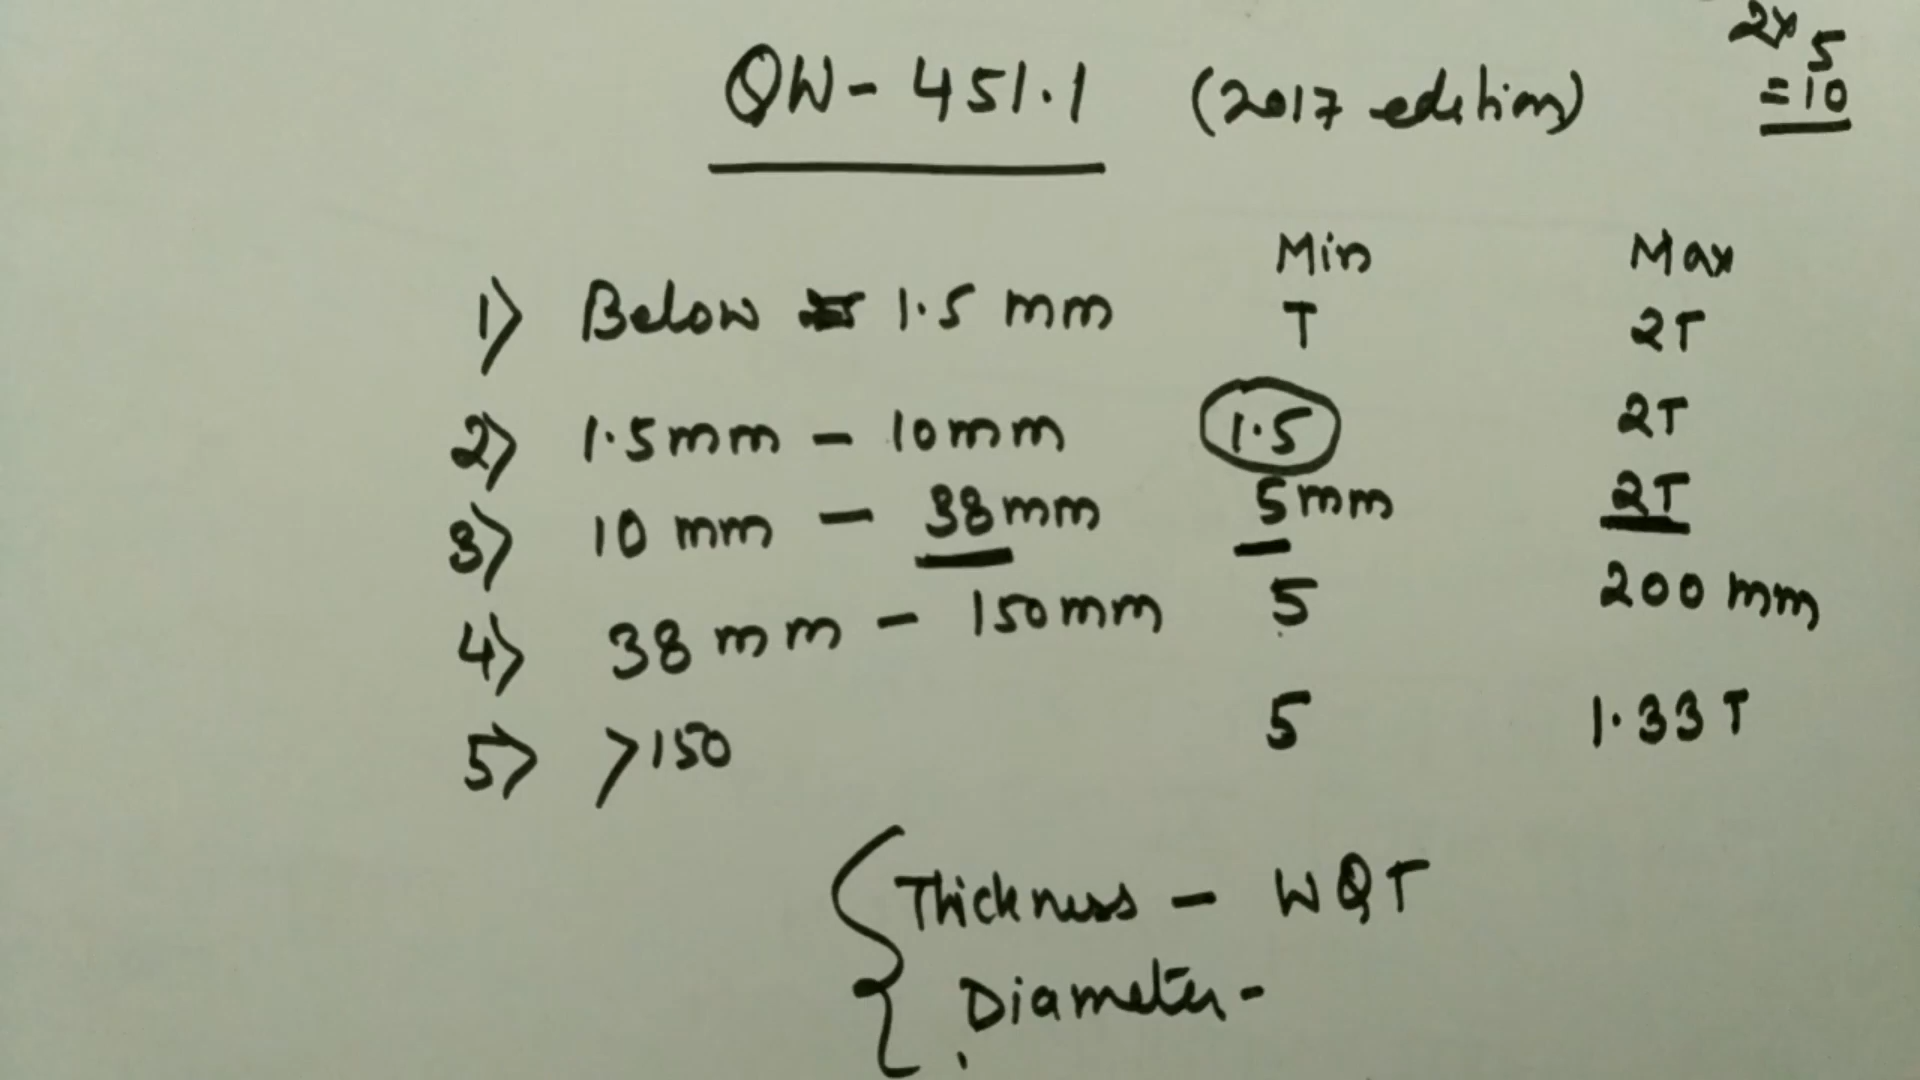 QW - 451.1 (2017 edition)
2x5
=10
Min Max
1) Below 1.5 mm T 2T
2) 1.5mm - 10mm 1.5 2T
3) 10 mm - 38mm 5mm 2T
4) 38 mm - 150mm 5 200 mm
5) >150 5 1.33T
Thickness - WQT
Diameter -